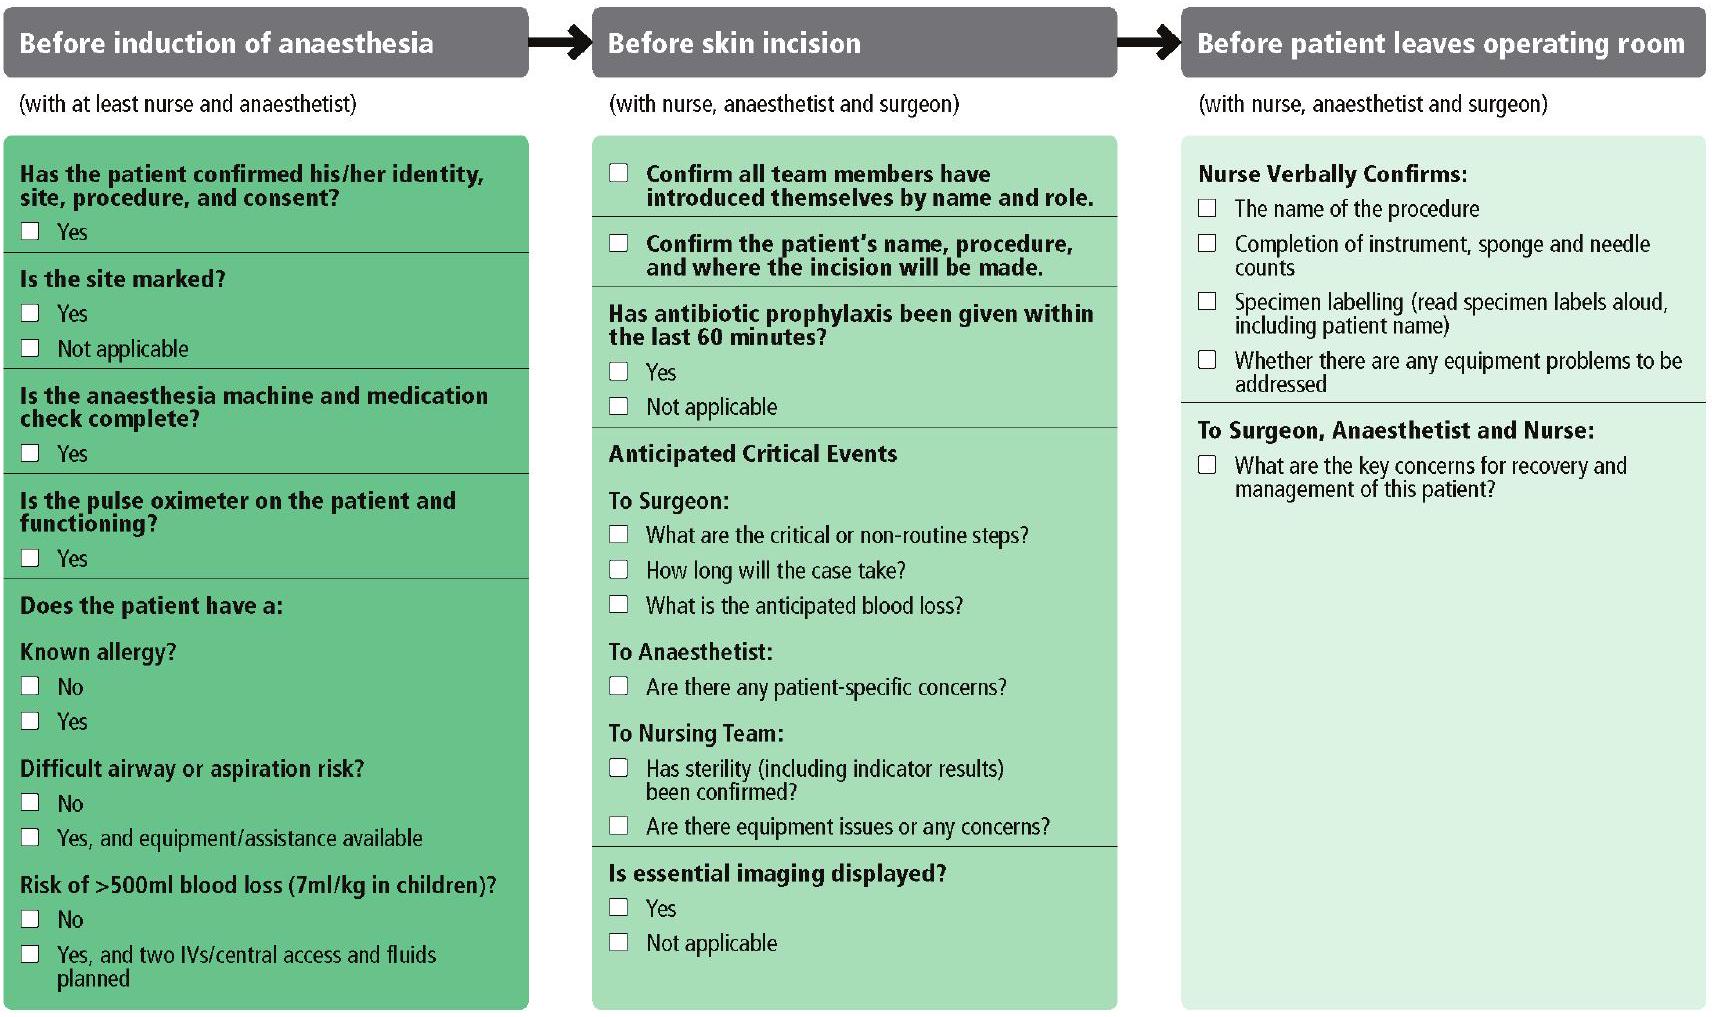 Before induction of anaesthesia
(with at least nurse and anaesthetist)
Has the patient confirmed his/her identity,
site, procedure, and consent?
Yes
Is the site marked?
Yes
Not applicable
Is the anaesthesia machine and medication
check complete?
Yes
Is the pulse oximeter on the patient and
functioning?
Yes
Does the patient have a:
Known allergy?
No
Yes
Difficult airway or aspiration risk?
No
Yes, and equipment/assistance available
Risk of >500ml blood loss (7ml/kg in children)?
No
Yes, and two IVs/central access and fluids
planned
Before skin incision
(with nurse, anaesthetist and surgeon)
Confirm all team members have
introduced themselves by name and role.
Confirm the patient's name, procedure,
and where the incision will be made.
Has antibiotic prophylaxis been given within
the last 60 minutes?
Yes
Not applicable
Anticipated Critical Events
To Surgeon:
What are the critical or non-routine steps?
How long will the case take?
What is the anticipated blood loss?
To Anaesthetist:
Are there any patient-specific concerns?
To Nursing Team:
Has sterility (including indicator results)
been confirmed?
Are there equipment issues or any concerns?
Is essential imaging displayed?
Yes
Not applicable
Before patient leaves operating room
(with nurse, anaesthetist and surgeon)
Nurse Verbally Confirms:
The name of the procedure
Completion of instrument, sponge and needle
counts
Specimen labelling (read specimen labels aloud,
including patient name)
Whether there are any equipment problems to be
addressed
To Surgeon, Anaesthetist and Nurse:
What are the key concerns for recovery and
management of this patient?